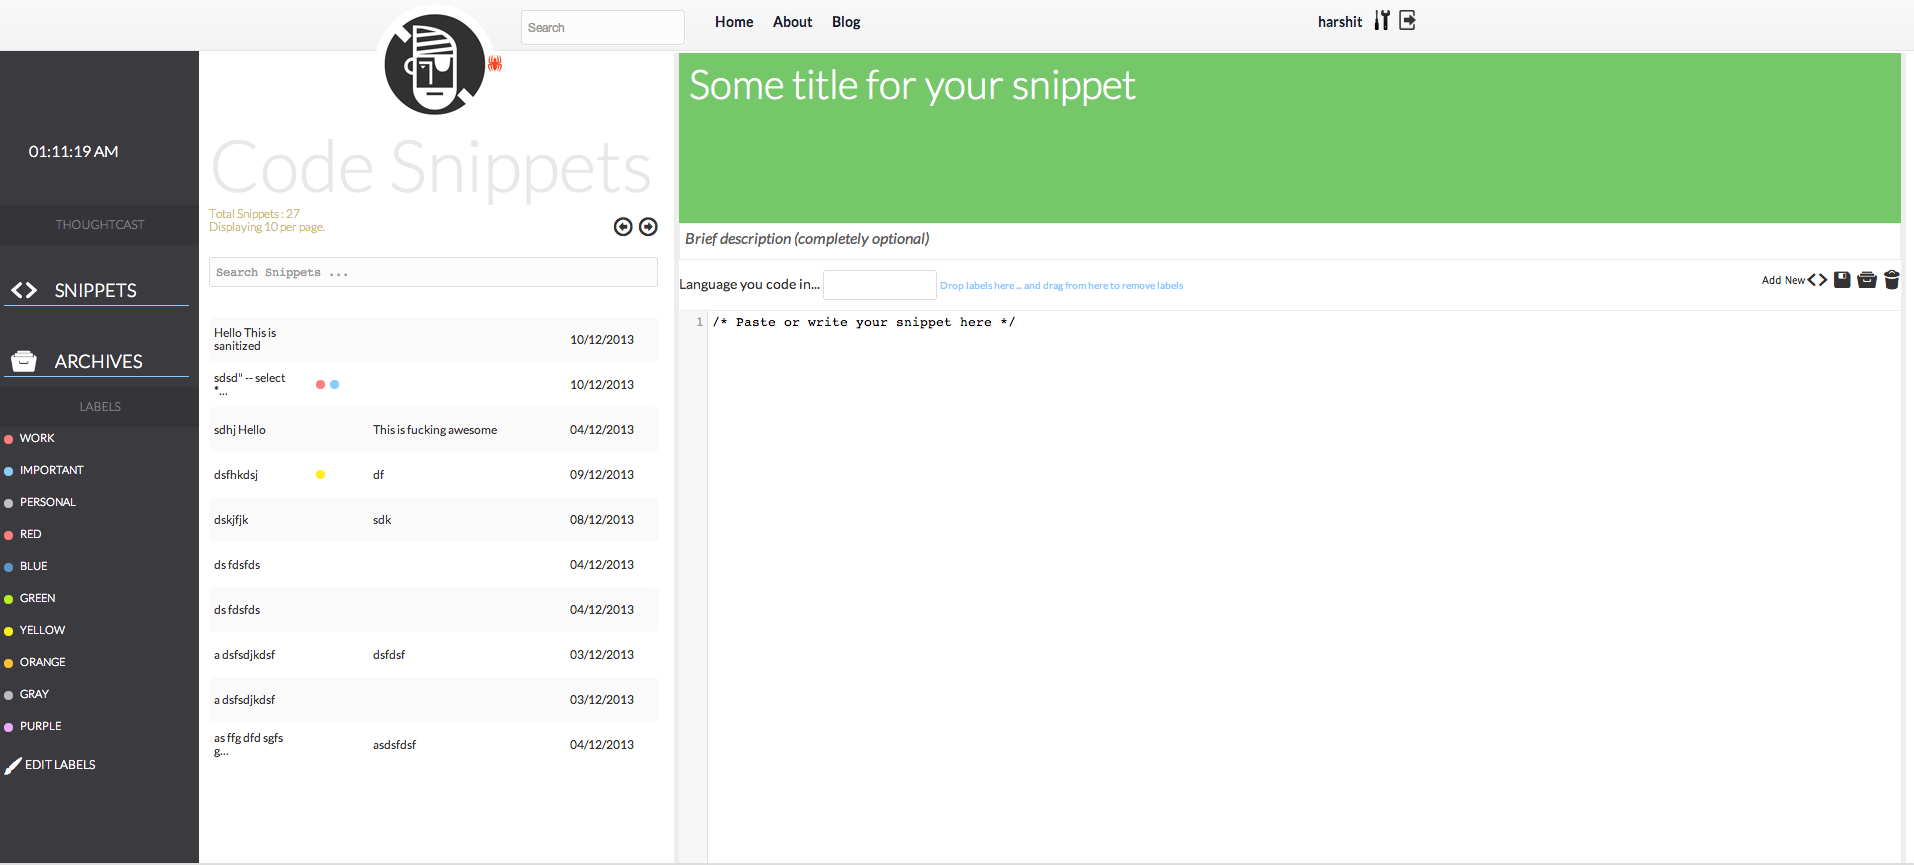 Search
Home About Blog
harshit
01:11:19 AM
THOUGHTCAST
SNIPPETS
ARCHIVES
LABELS
WORK
IMPORTANT
PERSONAL
RED
BLUE
GREEN
YELLOW
ORANGE
GRAY
PURPLE
EDIT LABELS
Code Snippets
Total Snippets : 27
Displaying 10 per page.
Search Snippets ...
Hello This is
sanitized
10/12/2013
sdsd" -- select
*...
10/12/2013
sdhj Hello This is fucking awesome 04/12/2013
dsfhkdsj df 09/12/2013
dskjfjk sdk 08/12/2013
ds fdsfds 04/12/2013
ds fdsfds 04/12/2013
a dsfsdjkdsf dsfdsf 03/12/2013
a dsfsdjkdsf 03/12/2013
as ffg dfd sgfs
g...
asdsfdsf 04/12/2013
Some title for your snippet
Brief description (completely optional)
Language you code in... Drop labels here ... and drag from here to remove labels
Add New
1 /* Paste or write your snippet here */